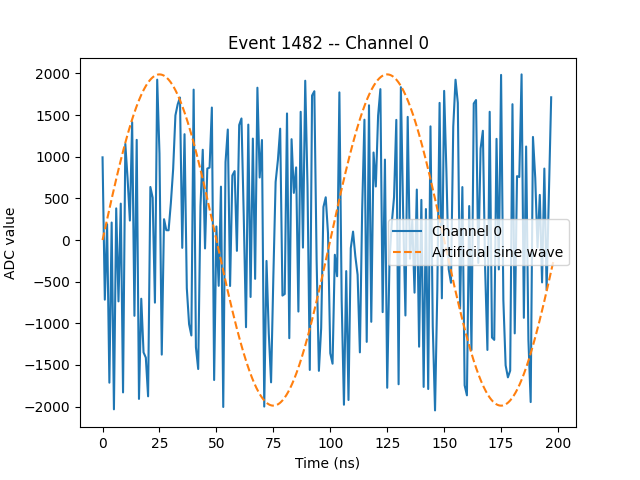 Event 1482 -- Channel 0
ADC value
2000
1500
1000
500
0
−500
−1000
−1500
−2000
Channel 0
Artificial sine wave
0 25 50 75 100 125 150 175 200
Time (ns)